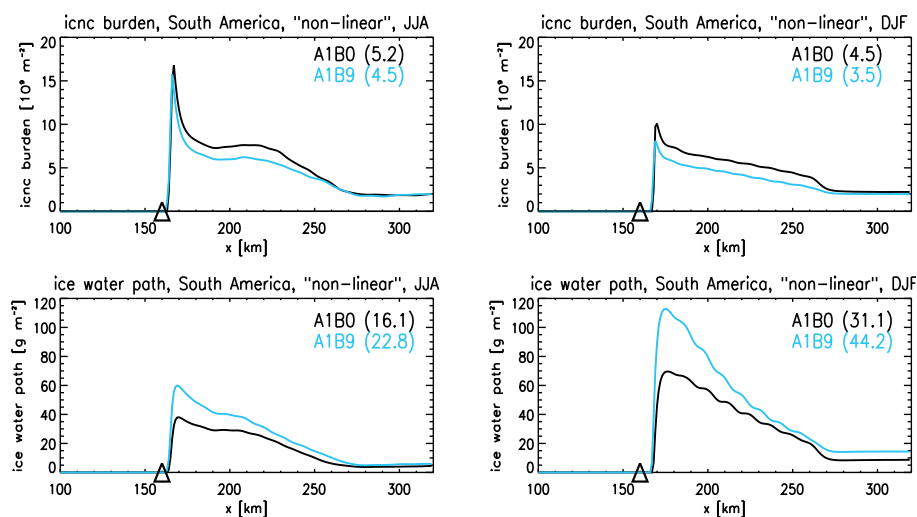 icnc burden, South America, "non-linear", JJA
icnc burden [10⁹ m⁻²]
20
15
10
5
0
A1B0 (5.2)
A1B9 (4.5)
100 150 200 250 300
x [km]
icnc burden, South America, "non-linear", DJF
icnc burden [10⁹ m⁻²]
20
15
10
5
0
A1B0 (4.5)
A1B9 (3.5)
100 150 200 250 300
x [km]
ice water path, South America, "non-linear", JJA
ice water path [g m⁻²]
120
100
80
60
40
20
0
A1B0 (16.1)
A1B9 (22.8)
100 150 200 250 300
x [km]
ice water path, South America, "non-linear", DJF
ice water path [g m⁻²]
120
100
80
60
40
20
0
A1B0 (31.1)
A1B9 (44.2)
100 150 200 250 300
x [km]